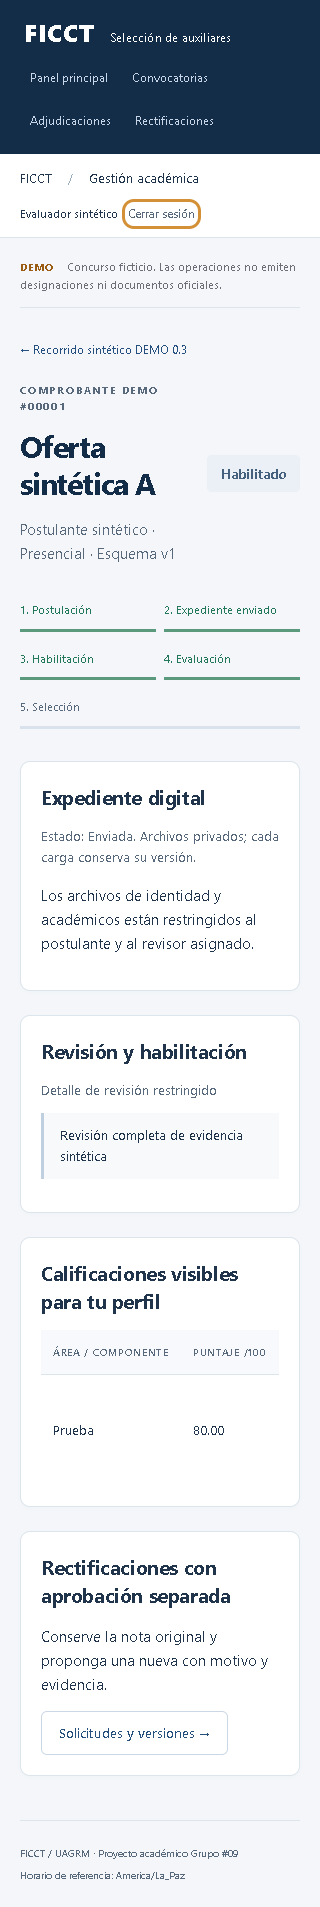 FICCT Selección de auxiliares
Panel principal Convocatorias
Adjudicaciones Rectificaciones
FICCT / Gestión académica
Evaluador sintético Cerrar sesión
DEMO Concurso ficticio. Las operaciones no emiten
designaciones ni documentos oficiales.
← Recorrido sintético DEMO 0.3
COMPROBANTE DEMO
#00001
Oferta
sintética A
Habilitado
Postulante sintético ·
Presencial · Esquema v1
1. Postulación 2. Expediente enviado
3. Habilitación 4. Evaluación
5. Selección
Expediente digital
Estado: Enviada. Archivos privados; cada
carga conserva su versión.
Los archivos de identidad y
académicos están restringidos al
postulante y al revisor asignado.
Revisión y habilitación
Detalle de revisión restringido
Revisión completa de evidencia
sintética
Calificaciones visibles
para tu perfil
ÁREA / COMPONENTE PUNTAJE /100
Prueba 80.00
Rectificaciones con
aprobación separada
Conserve la nota original y
proponga una nueva con motivo y
evidencia.
Solicitudes y versiones →
FICCT / UAGRM · Proyecto académico Grupo #09
Horario de referencia: America/La_Paz